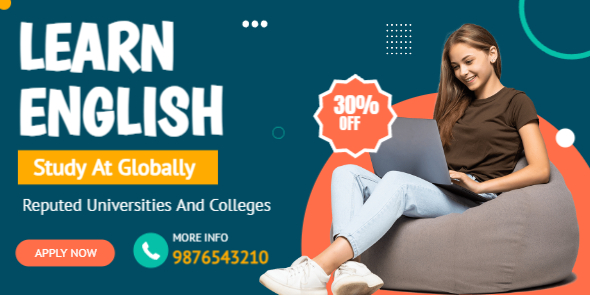 LEARN
ENGLISH
Study At Globally
Reputed Universities And Colleges
APPLY NOW
MORE INFO
9876543210
30%
OFF